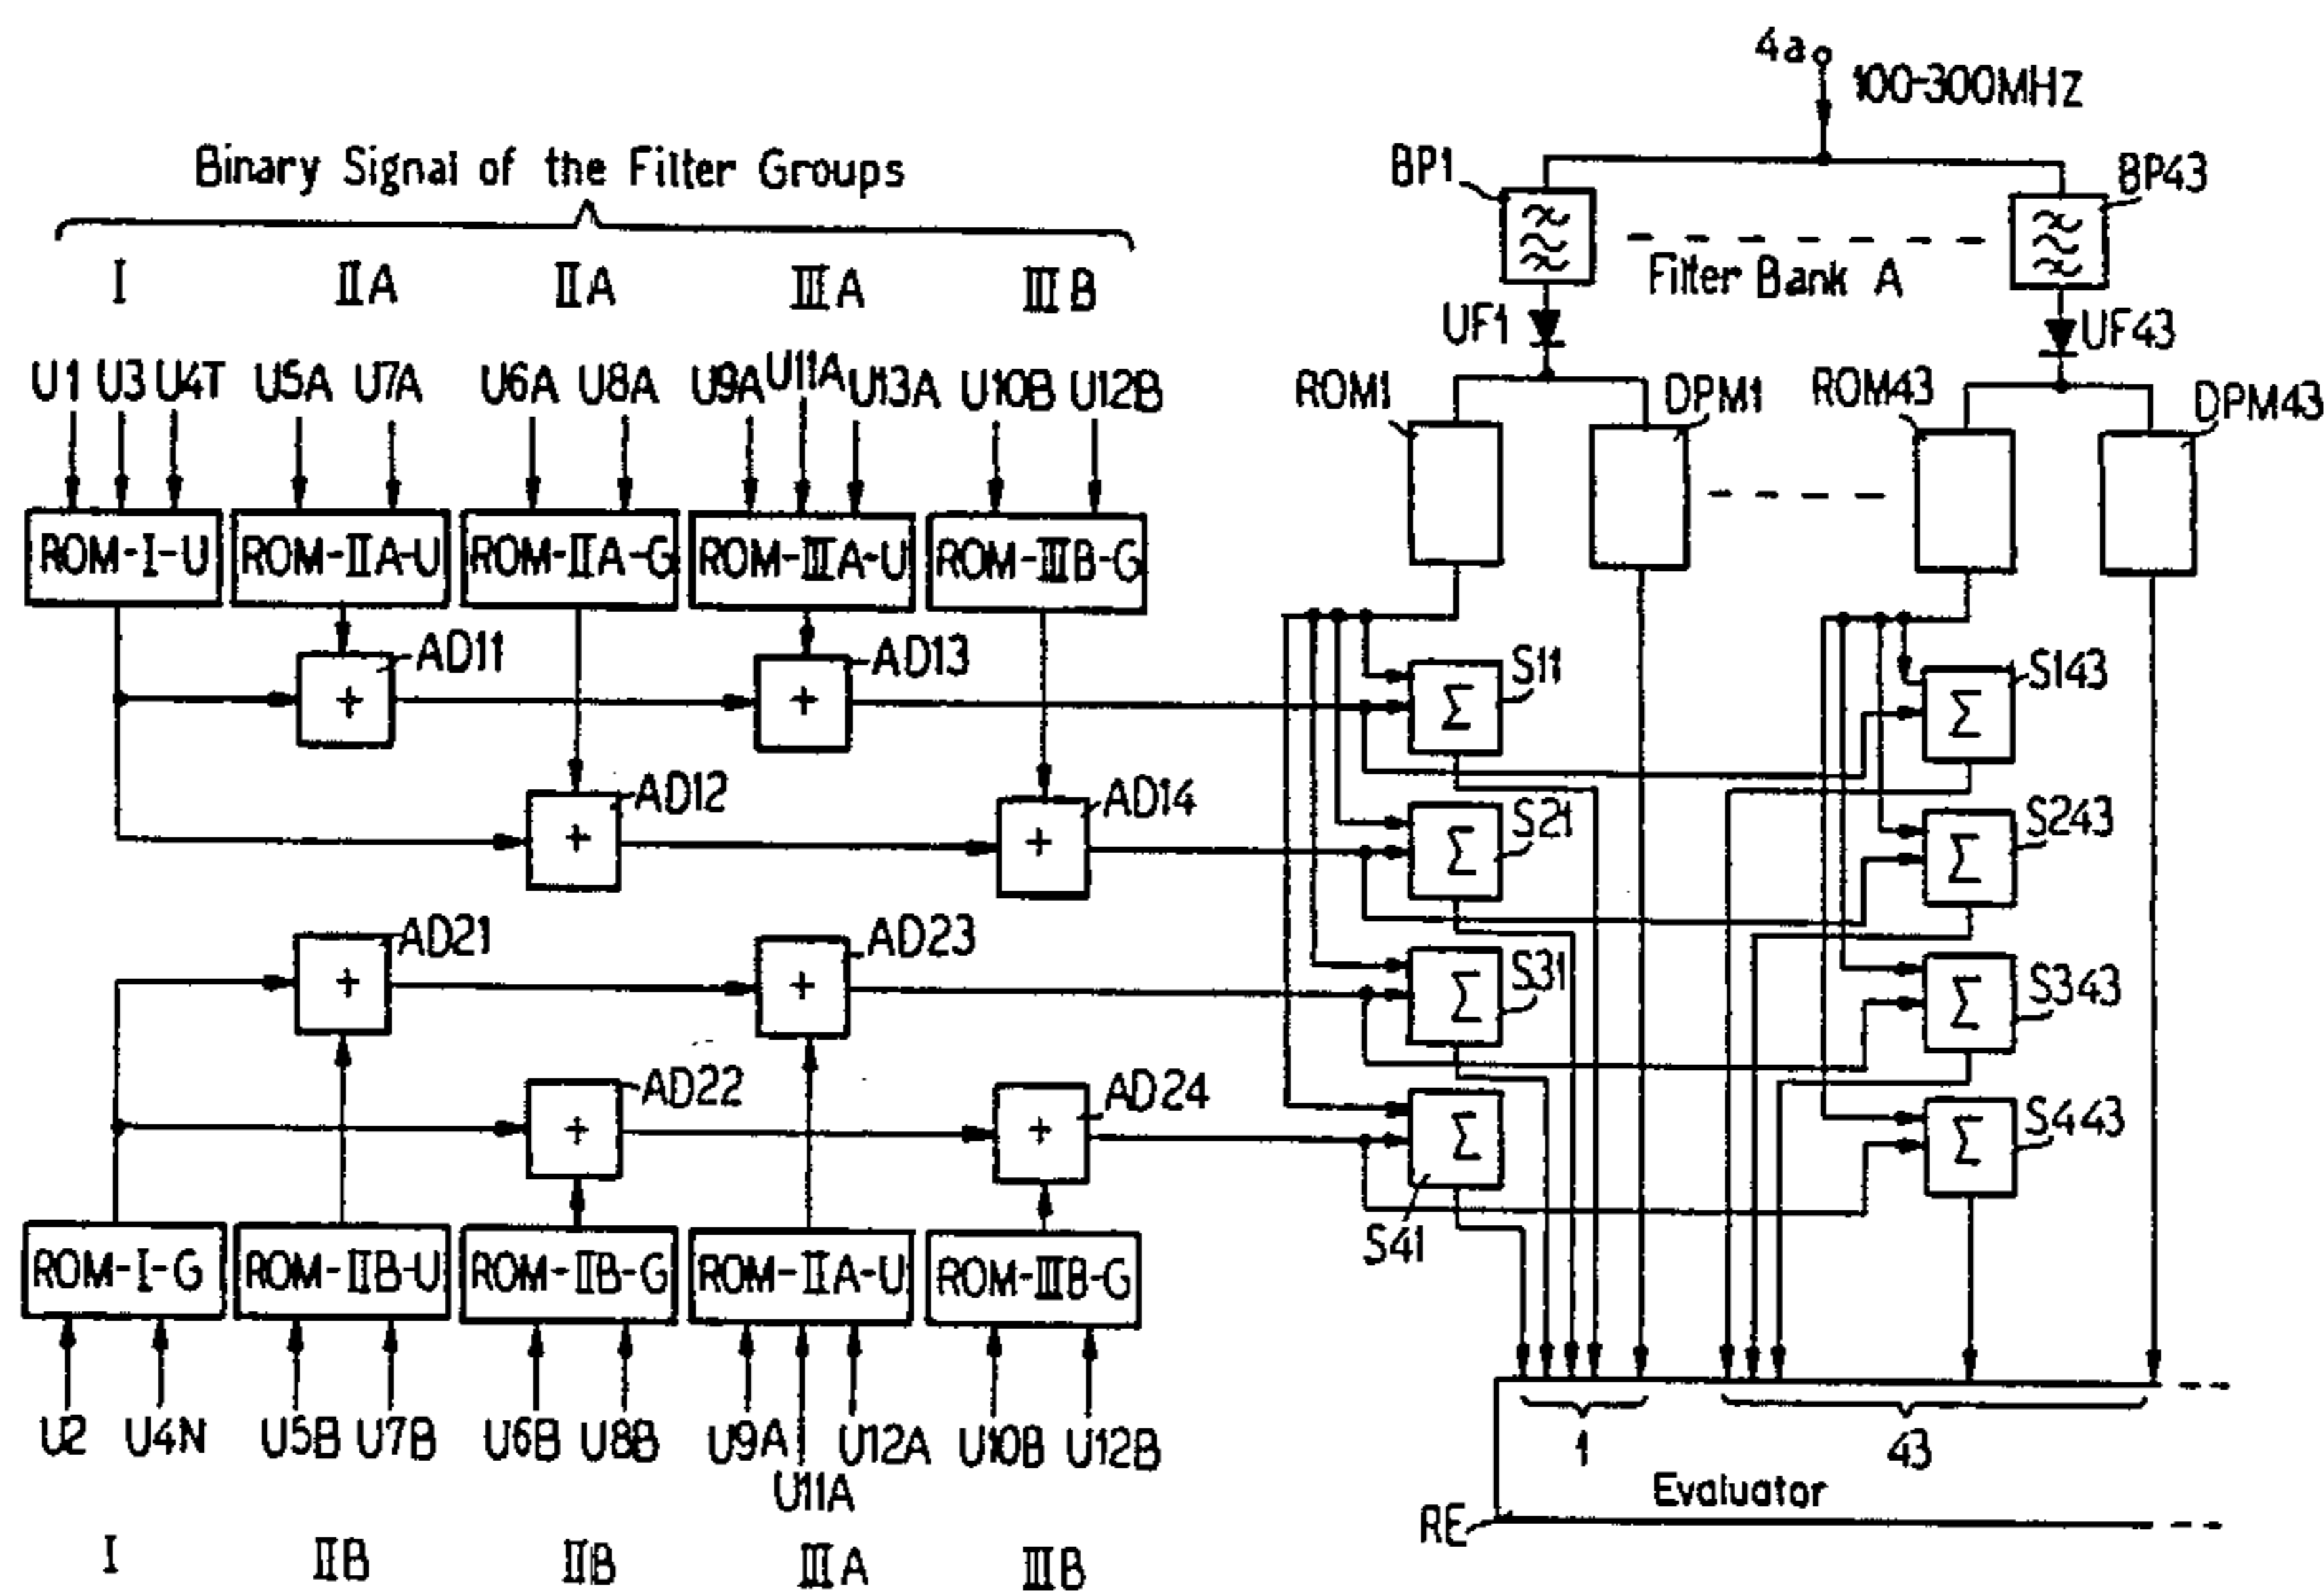 4a
100-300MHZ
Binary Signal of the Filter Groups
BP1
BP43
Filter Bank A
I IIA IIA IIIA IIIB
UF1
UF43
U1 U3 U4T U5A U7A U6A U8A U9A U11A U13A U10B U12B
ROM1
DPM1
ROM43
DPM43
ROM-I-U ROM-IIA-U ROM-IIA-G ROM-IIIA-U ROM-IIIB-G
+ AD11
+ AD13
Σ S11
Σ S143
+ AD12
+ AD14
Σ S21
Σ S243
+ AD21
+ AD23
Σ S31
Σ S343
+ AD22
+ AD24
Σ S41
Σ S443
ROM-I-G ROM-IIB-U ROM-IIB-G ROM-IIA-U ROM-IIIB-G
U2 U4N U5B U7B U6B U8B U9A U11A U12A U10B U12B
1
43
Evaluator
RE
I IIB IIB IIIA IIIB